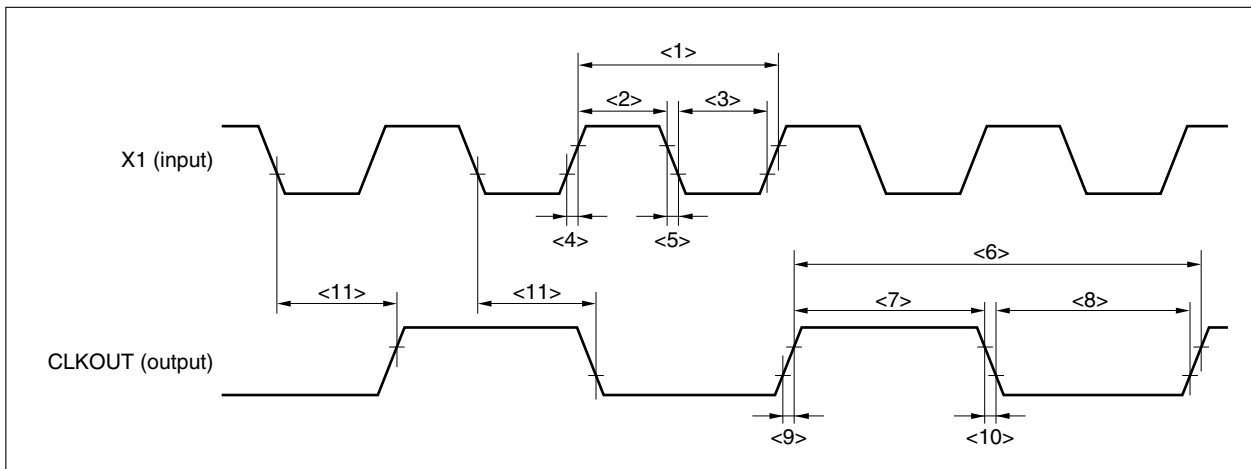 <1>
<2> <3>
X1 (input)
<4> <5>
<6>
<11> <11> <7> <8>
CLKOUT (output)
<9> <10>